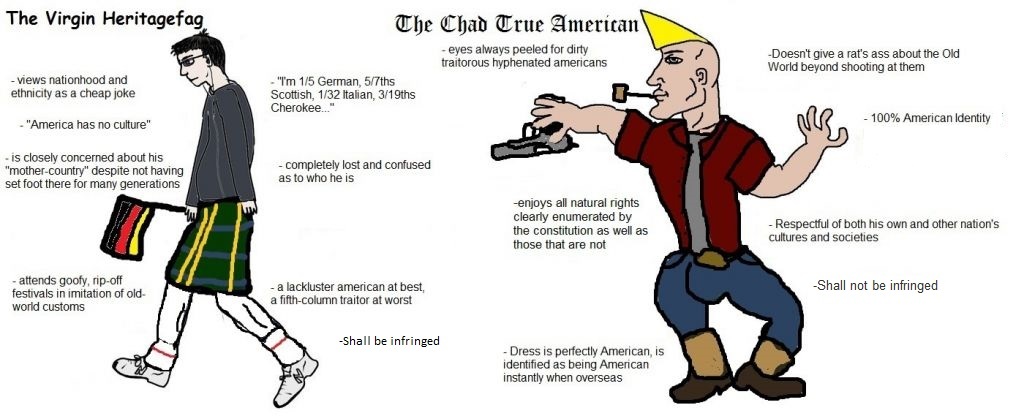 The Virgin Heritagefag
- views nationhood and
ethnicity as a cheap joke
- "America has no culture"
- is closely concerned about his
"mother-country" despite not having
set foot there for many generations
- attends goofy, rip-off
festivals in imitation of old-
world customs
- "I'm 1/5 German, 5/7ths
Scottish, 1/32 Italian, 3/19ths
Cherokee..."
- completely lost and confused
as to who he is
- a lackluster american at best,
a fifth-column traitor at worst
-Shall be infringed
The Chad True American
- eyes always peeled for dirty
traitorous hyphenated americans
-enjoys all natural rights
clearly enumerated by
the constitution as well as
those that are not
- Dress is perfectly American, is
identified as being American
instantly when overseas
-Doesn't give a rat's ass about the Old
World beyond shooting at them
- 100% American Identity
- Respectful of both his own and other nation's
cultures and societies
-Shall not be infringed